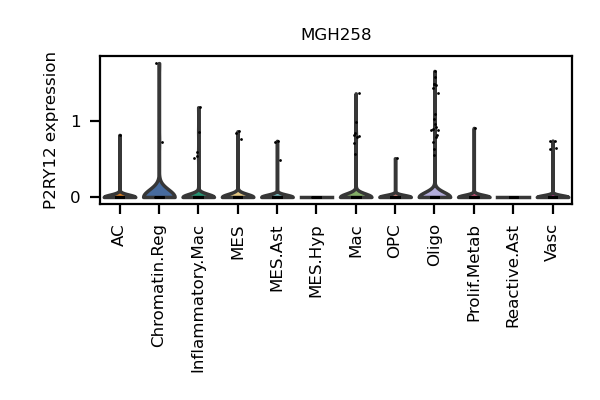 MGH258
P2RY12 expression
1
0
AC
Chromatin.Reg
Inflammatory.Mac
MES
MES.Ast
MES.Hyp
Mac
OPC
Oligo
Prolif.Metab
Reactive.Ast
Vasc